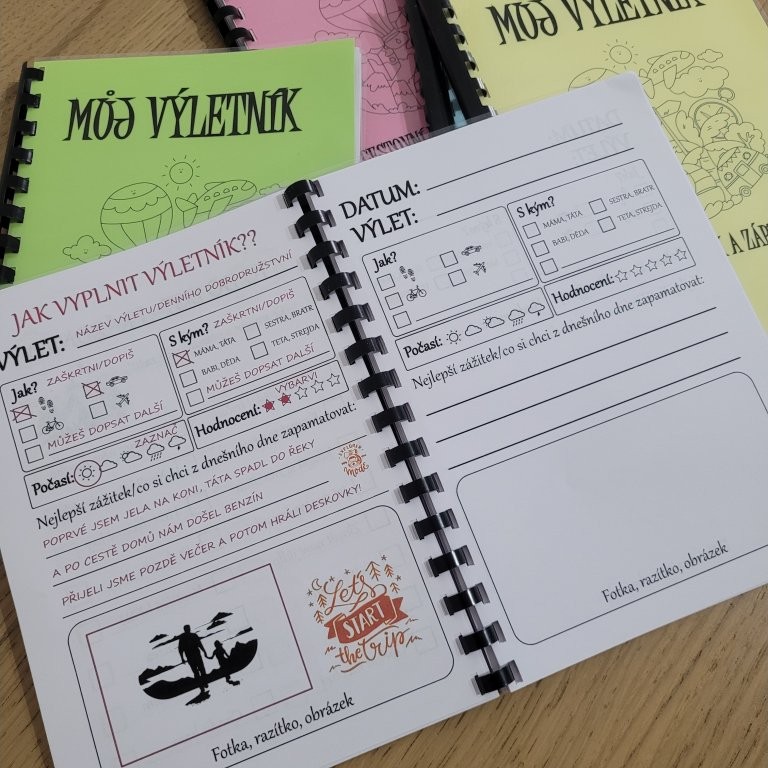 MŮJ VÝLETNÍK
MŮJ VÝLETNÍK
A ZÁP
JAK VYPLNIT VÝLETNÍK??
NÁZEV VÝLETU/DENNÍHO DOBRODRUŽSTVNÍ
VÝLET:
Jak? ZAŠKRTNI/DOPIŠ
MŮŽEŠ DOPSAT DALŠÍ
S kým? ZAŠKRTNI/DOPIŠ
MÁMA, TÁTA
SESTRA, BRATR
BABI, DĚDA
TETA, STREJDA
MŮŽEŠ DOPSAT DALŠÍ
ZAZNAČ
Počasí:
VYBARVI
Hodnocení:
Nejlepší zážitek/co si chci z dnešního dne zapamatovat:
POPRVÉ JSEM JELA NA KONI, TÁTA SPADL DO ŘEKY
A PO CESTĚ DOMŮ NÁM DOŠEL BENZÍN
PŘIJELI JSME POZDĚ VEČER A POTOM HRÁLI DESKOVKY!
Let's
START
the trip
Fotka, razítko, obrázek
DATUM:
VÝLET:
Jak?
S kým?
MÁMA, TÁTA
SESTRA, BRATR
BABI, DĚDA
TETA, STREJDA
Počasí:
Hodnocení:
Nejlepší zážitek/co si chci z dnešního dne zapamatovat:
Fotka, razítko, obrázek